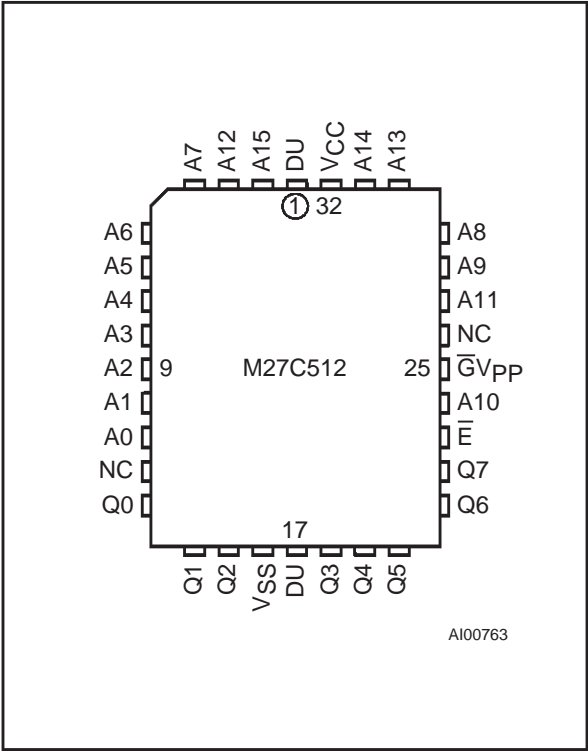 A7 A12 A15 DU VCC A14 A13
1 32
A6 A8
A5 A9
A4 A11
A3 NC
A2 9 M27C512 25 G̅VPP
A1 A10
A0 E̅
NC Q7
Q0 Q6
17
Q1 Q2 VSS DU Q3 Q4 Q5
AI00763